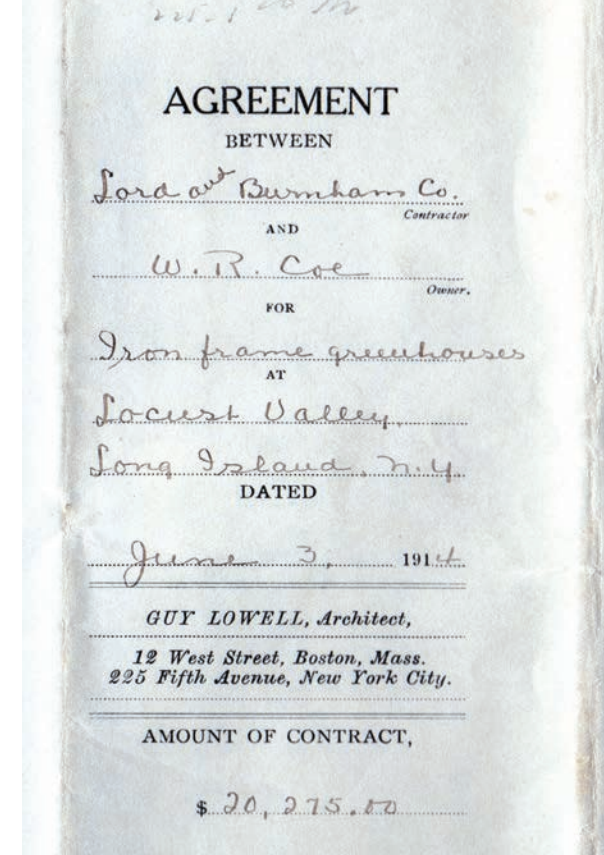 AGREEMENT
BETWEEN
Lord and Burnham Co.
Contractor
AND
W. R. Coe
Owner.
FOR
Iron frame greenhouses
AT
Locust Valley,
Long Island, N.Y.
DATED
June 3, 1914
GUY LOWELL, Architect,
12 West Street, Boston, Mass.
225 Fifth Avenue, New York City.
AMOUNT OF CONTRACT,
$ 20,275.00